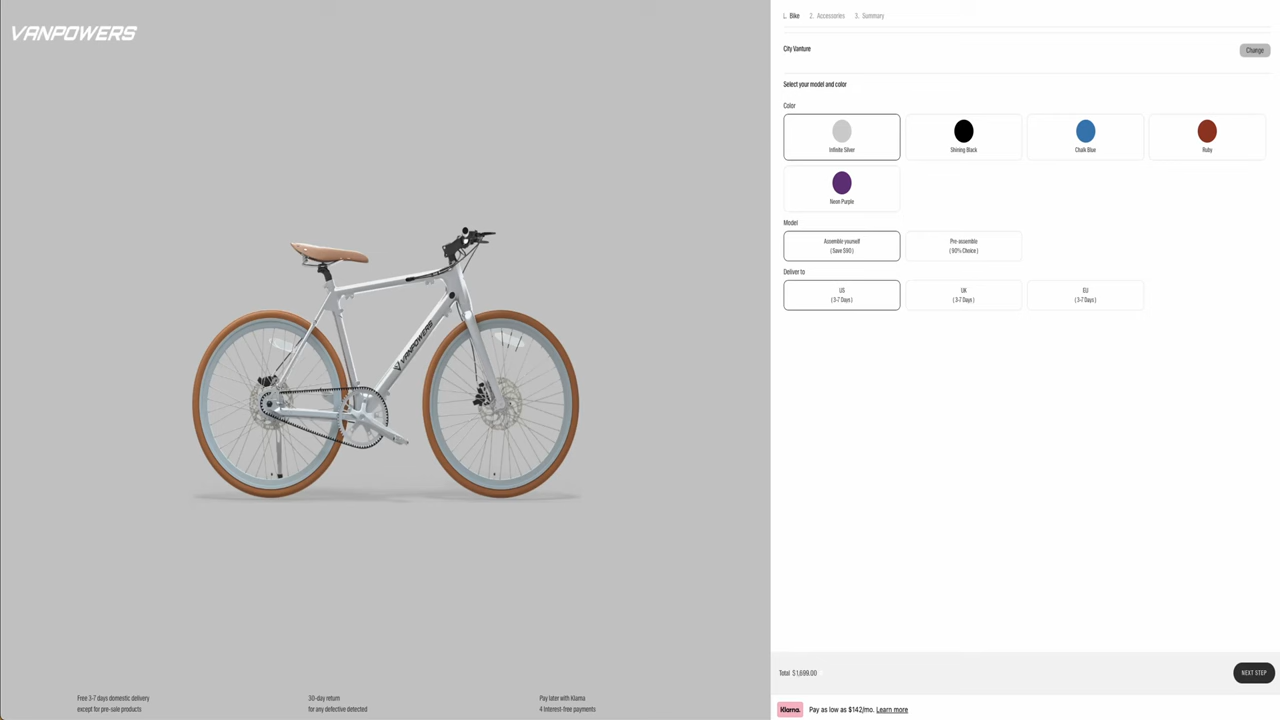 VANPOWERS
1. Bike 2. Accessories 3. Summary
City Vanture
Change
Select your model and color
Color
Infinite Silver
Shining Black
Chalk Blue
Ruby
Neon Purple
Model
Assemble yourself
( Save $90 )
Pre-assemble
( 90% Choice )
Deliver to
US
( 3-7 Days )
UK
( 3-7 Days )
EU
( 3-7 Days )
VANPOWERS
Free 3-7 days domestic delivery
except for pre-sale products
30-day return
for any defective detected
Pay later with Klarna
4 Interest-free payments
Total $1,699.00
NEXT STEP
Klarna. Pay as low as $142/mo. Learn more